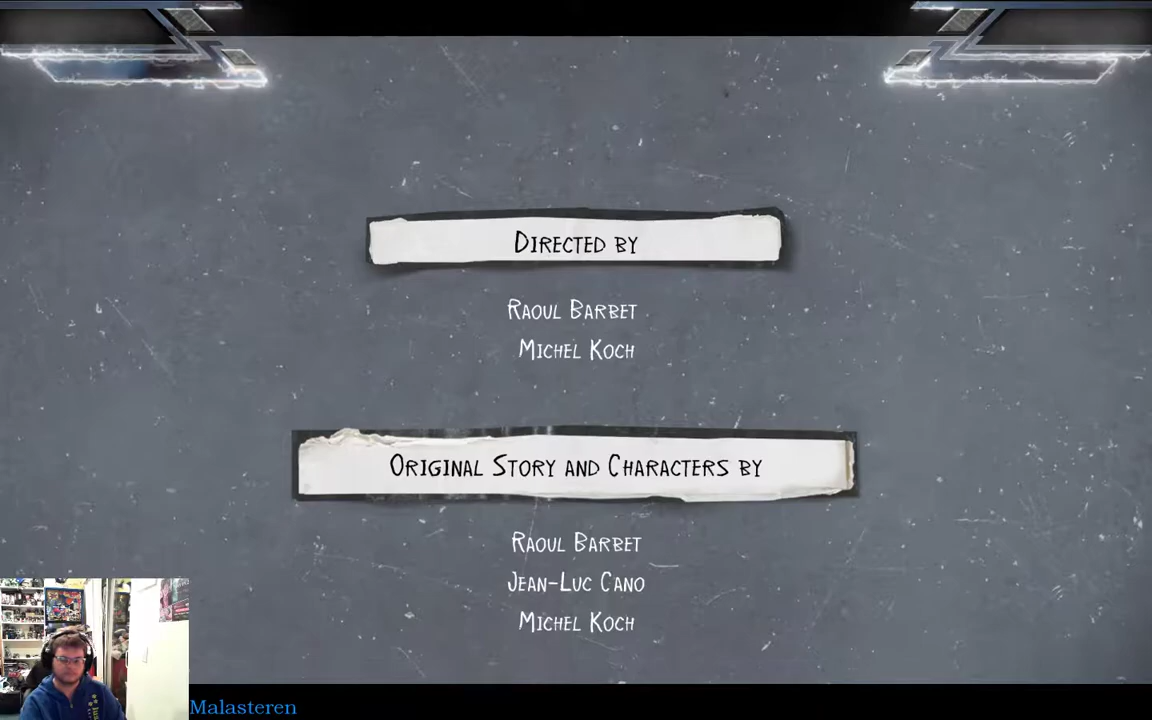 Directed by
Raoul Barbet
Michel Koch
Original Story and Characters by
Raoul Barbet
Jean-Luc Cano
Michel Koch
Malasteren